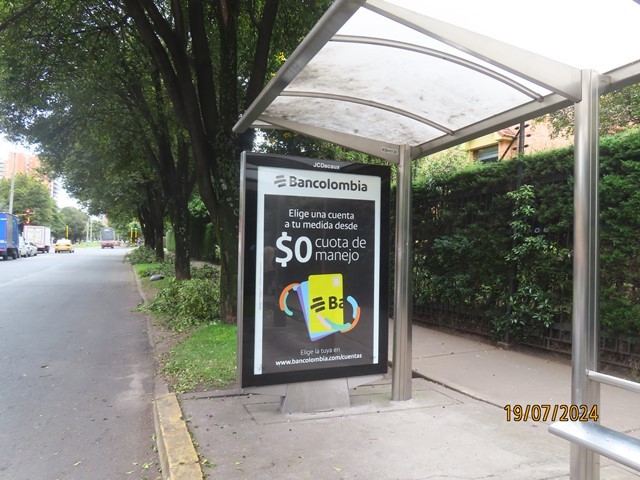 JCDecaux
Bancolombia
Elige una cuenta
a tu medida desde
$0 cuota de
manejo
Ba
Elige la tuya en
www.bancolombia.com/cuentas
19/07/2024